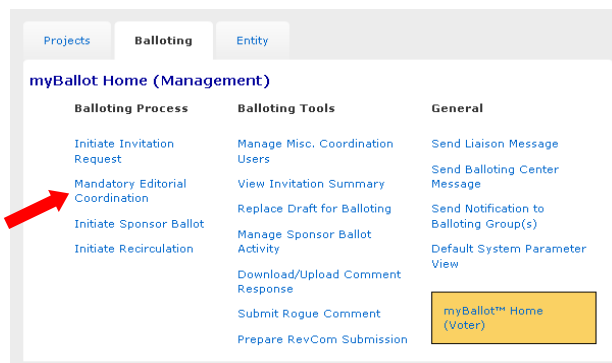 Projects
Balloting
Entity
myBallot Home (Management)
Balloting Process
Initiate Invitation
Request
Mandatory Editorial
Coordination
Initiate Sponsor Ballot
Initiate Recirculation
Balloting Tools
Manage Misc. Coordination
Users
View Invitation Summary
Replace Draft for Balloting
Manage Sponsor Ballot
Activity
Download/Upload Comment
Response
Submit Rogue Comment
Prepare RevCom Submission
General
Send Liaison Message
Send Balloting Center
Message
Send Notification to
Balloting Group(s)
Default System Parameter
View
myBallot™ Home
(Voter)